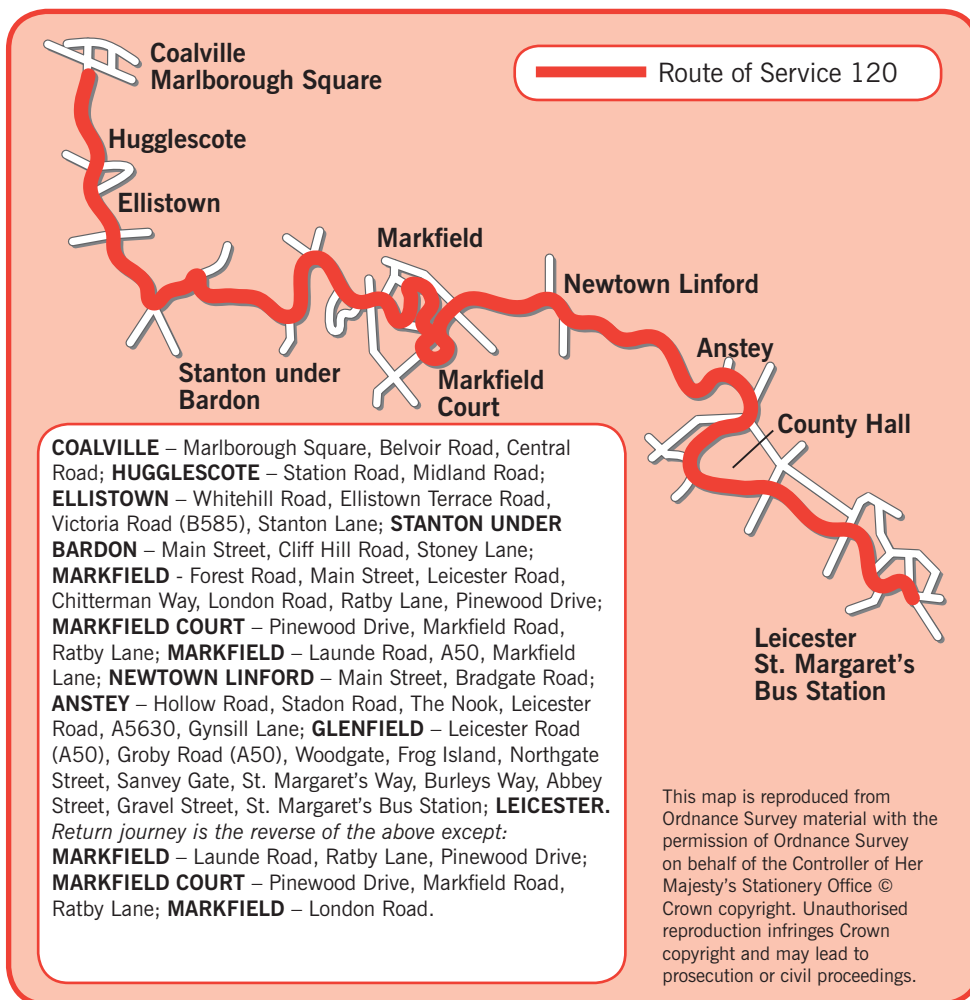 Coalville
Marlborough Square
Route of Service 120
Hugglescote
Ellistown
Markfield
Newtown Linford
Stanton under
Bardon
Markfield
Court
Anstey
County Hall
Leicester
St. Margaret's
Bus Station
COALVILLE – Marlborough Square, Belvoir Road, Central
Road; HUGGLESCOTE – Station Road, Midland Road;
ELLISTOWN – Whitehill Road, Ellistown Terrace Road,
Victoria Road (B585), Stanton Lane; STANTON UNDER
BARDON – Main Street, Cliff Hill Road, Stoney Lane;
MARKFIELD - Forest Road, Main Street, Leicester Road,
Chitterman Way, London Road, Ratby Lane, Pinewood Drive;
MARKFIELD COURT – Pinewood Drive, Markfield Road,
Ratby Lane; MARKFIELD – Launde Road, A50, Markfield
Lane; NEWTOWN LINFORD – Main Street, Bradgate Road;
ANSTEY – Hollow Road, Stadon Road, The Nook, Leicester
Road, A5630, Gynsill Lane; GLENFIELD – Leicester Road
(A50), Groby Road (A50), Woodgate, Frog Island, Northgate
Street, Sanvey Gate, St. Margaret's Way, Burleys Way, Abbey
Street, Gravel Street, St. Margaret's Bus Station; LEICESTER.
Return journey is the reverse of the above except:
MARKFIELD – Launde Road, Ratby Lane, Pinewood Drive;
MARKFIELD COURT – Pinewood Drive, Markfield Road,
Ratby Lane; MARKFIELD – London Road.
This map is reproduced from
Ordnance Survey material with the
permission of Ordnance Survey
on behalf of the Controller of Her
Majesty's Stationery Office ©
Crown copyright. Unauthorised
reproduction infringes Crown
copyright and may lead to
prosecution or civil proceedings.